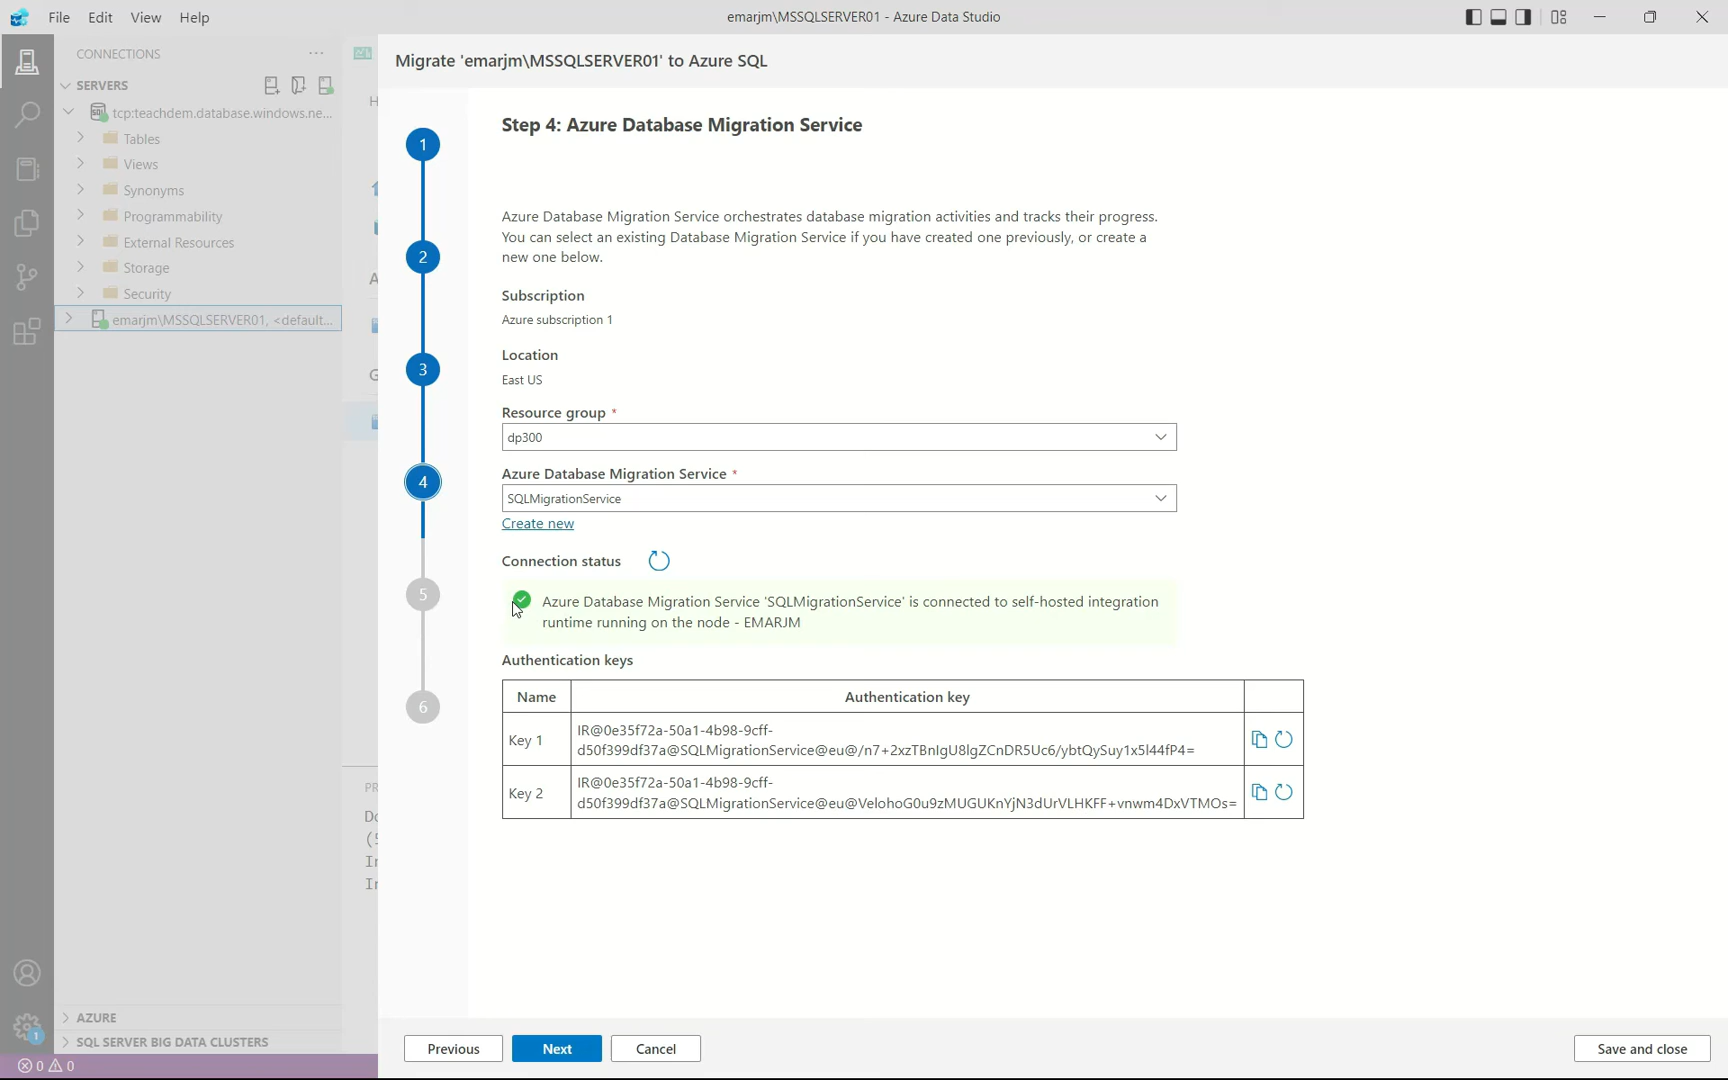 File Edit View Help
emarjm\MSSQLSERVER01 - Azure Data Studio
CONNECTIONS
SERVERS
tcp:teachdem.database.windows.ne...
Tables
Views
Synonyms
Programmability
External Resources
Storage
Security
emarjm\MSSQLSERVER01, <default...
AZURE
SQL SERVER BIG DATA CLUSTERS
0 0
1
Migrate 'emarjm\MSSQLSERVER01' to Azure SQL
1
2
3
4
5
6
Step 4: Azure Database Migration Service
Azure Database Migration Service orchestrates database migration activities and tracks their progress.
You can select an existing Database Migration Service if you have created one previously, or create a
new one below.
Subscription
Azure subscription 1
Location
East US
Resource group *
dp300
Azure Database Migration Service *
SQLMigrationService
Create new
Connection status
Azure Database Migration Service 'SQLMigrationService' is connected to self-hosted integration
runtime running on the node - EMARJM
Authentication keys
Name Authentication key
Key 1
IR@0e35f72a-50a1-4b98-9cff-
d50f399df37a@SQLMigrationService@eu@/n7+2xzTBnlgU8lgZCnDR5Uc6/ybtQySuy1x5l44fP4=
Key 2
IR@0e35f72a-50a1-4b98-9cff-
d50f399df37a@SQLMigrationService@eu@VelohoG0u9zMUGUKnYjN3dUrVLHKFF+vnwm4DxVTMOs=
Previous Next Cancel Save and close